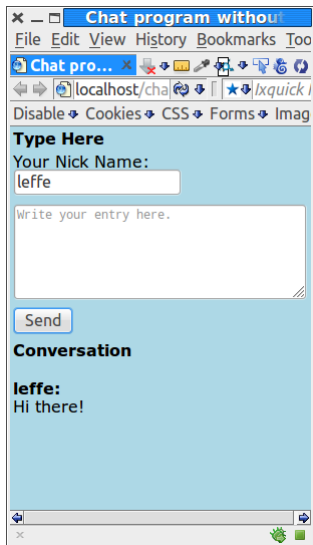 Chat program without
File Edit View History Bookmarks Too
Chat pro...
localhost/cha Ixquick
Disable Cookies CSS Forms Imag
Type Here
Your Nick Name:
leffe
Write your entry here.
Send
Conversation
leffe:
Hi there!